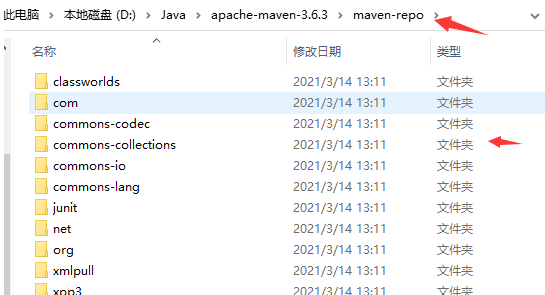 此电脑 › 本地磁盘 (D:) › Java › apache-maven-3.6.3 › maven-repo ›
名称 修改日期 类型
classworlds 2021/3/14 13:11 文件夹
com 2021/3/14 13:11 文件夹
commons-codec 2021/3/14 13:11 文件夹
commons-collections 2021/3/14 13:11 文件夹
commons-io 2021/3/14 13:11 文件夹
commons-lang 2021/3/14 13:11 文件夹
junit 2021/3/14 13:11 文件夹
net 2021/3/14 13:11 文件夹
org 2021/3/14 13:11 文件夹
xmlpull 2021/3/14 13:11 文件夹
xpp3 2021/3/14 13:11 文件夹